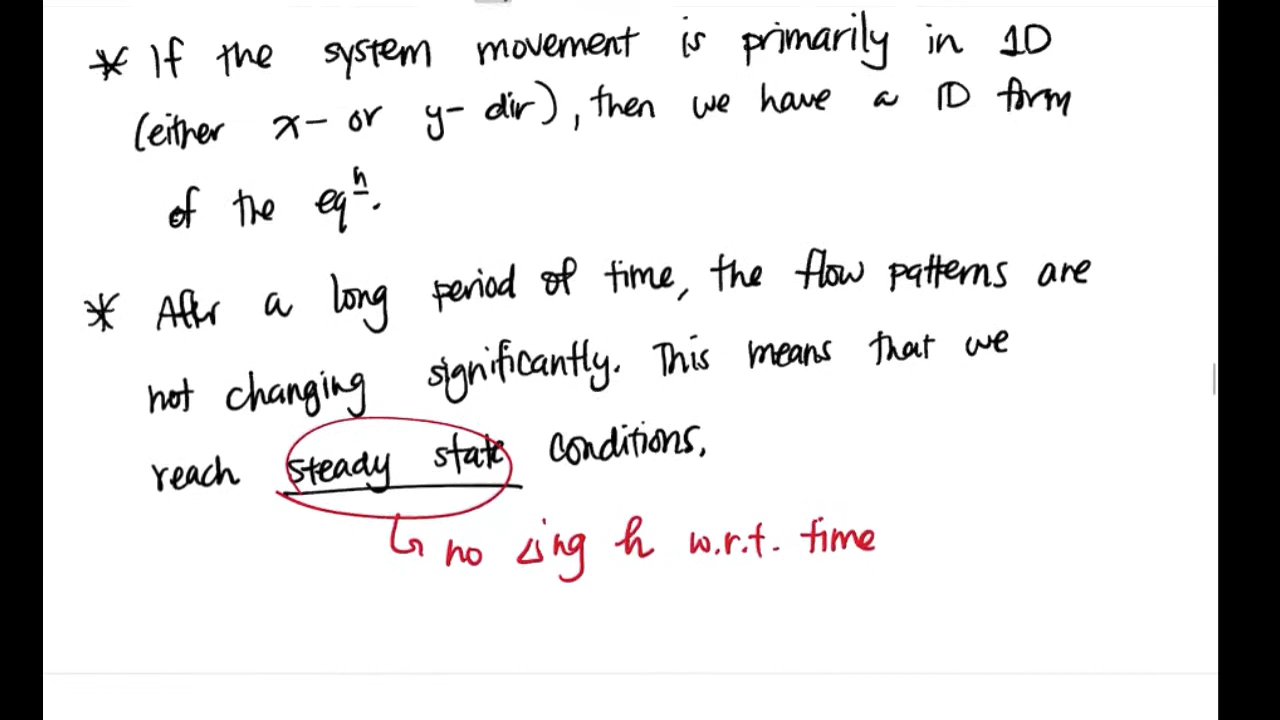 * If the system movement is primarily in 1D
(either x- or y- dir), then we have a 1D form
of the eqⁿ.
* After a long period of time, the flow patterns are
not changing significantly. This means that we
reach steady state conditions.
↳ no Δing h w.r.t. time